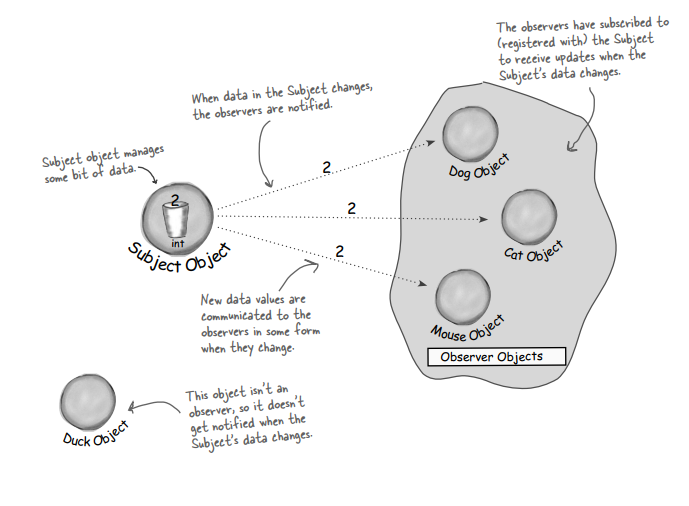 The observers have subscribed to
(registered with) the Subject
to receive updates when the
Subject's data changes.
When data in the Subject changes,
the observers are notified.
Subject object manages
some bit of data.
2
int
Subject Object
2
2
2
Dog Object
Cat Object
Mouse Object
Observer Objects
New data values are
communicated to the
observers in some form
when they change.
This object isn't an
observer, so it doesn't
get notified when the
Subject's data changes.
Duck Object